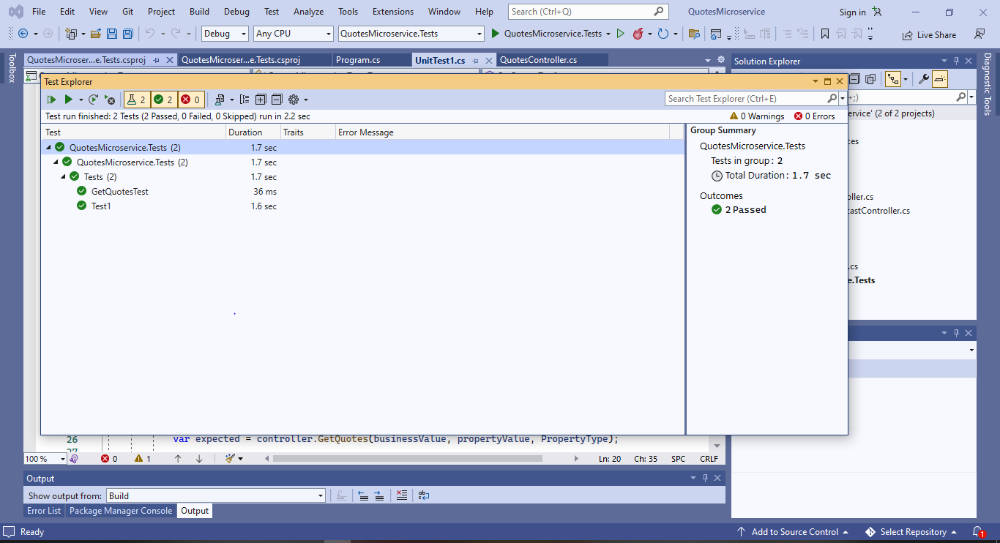 File Edit View Git Project Build Debug Test Analyze Tools Extensions Window Help Search (Ctrl+Q) QuotesMicroservice Sign in
Debug Any CPU QuotesMicroservice.Tests QuotesMicroservice.Tests Live Share
Toolbox
QuotesMicroser...e.Tests.csproj QuotesMicroser...e.Tests.csproj Program.cs UnitTest1.cs QuotesController.cs
Solution Explorer
Diagnostic Tools
Test Explorer
2 2 0
Search Test Explorer (Ctrl+E)
+;)
Test run finished: 2 Tests (2 Passed, 0 Failed, 0 Skipped) run in 2.2 sec 0 Warnings 0 Errors
ervice' (2 of 2 projects)
Test Duration Traits Error Message
QuotesMicroservice.Tests (2) 1.7 sec
QuotesMicroservice.Tests (2) 1.7 sec
Tests (2) 1.7 sec
GetQuotesTest 36 ms
Test1 1.6 sec
Group Summary
QuotesMicroservice.Tests
Tests in group: 2
Total Duration: 1.7 sec
Outcomes
2 Passed
ces
oller.cs
astController.cs
.cs
e.Tests
26 var expected = controller.GetQuotes(businessValue, propertyValue, PropertyType);
27
100 % 0 1 Ln: 20 Ch: 35 SPC CRLF
Output
Show output from: Build
Error List Package Manager Console Output
Ready Add to Source Control Select Repository 1